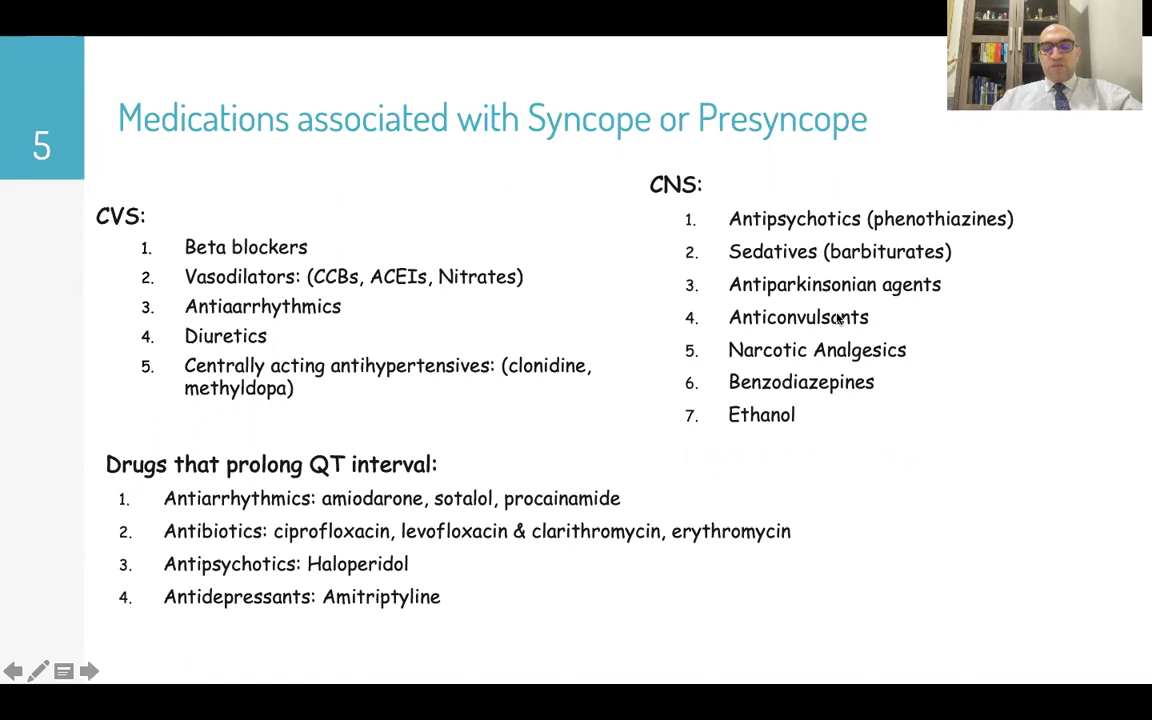 5
Medications associated with Syncope or Presyncope
CVS:
1. Beta blockers
2. Vasodilators: (CCBs, ACEIs, Nitrates)
3. Antiaarrhythmics
4. Diuretics
5. Centrally acting antihypertensives: (clonidine,
methyldopa)
CNS:
1. Antipsychotics (phenothiazines)
2. Sedatives (barbiturates)
3. Antiparkinsonian agents
4. Anticonvulsants
5. Narcotic Analgesics
6. Benzodiazepines
7. Ethanol
Drugs that prolong QT interval:
1. Antiarrhythmics: amiodarone, sotalol, procainamide
2. Antibiotics: ciprofloxacin, levofloxacin & clarithromycin, erythromycin
3. Antipsychotics: Haloperidol
4. Antidepressants: Amitriptyline